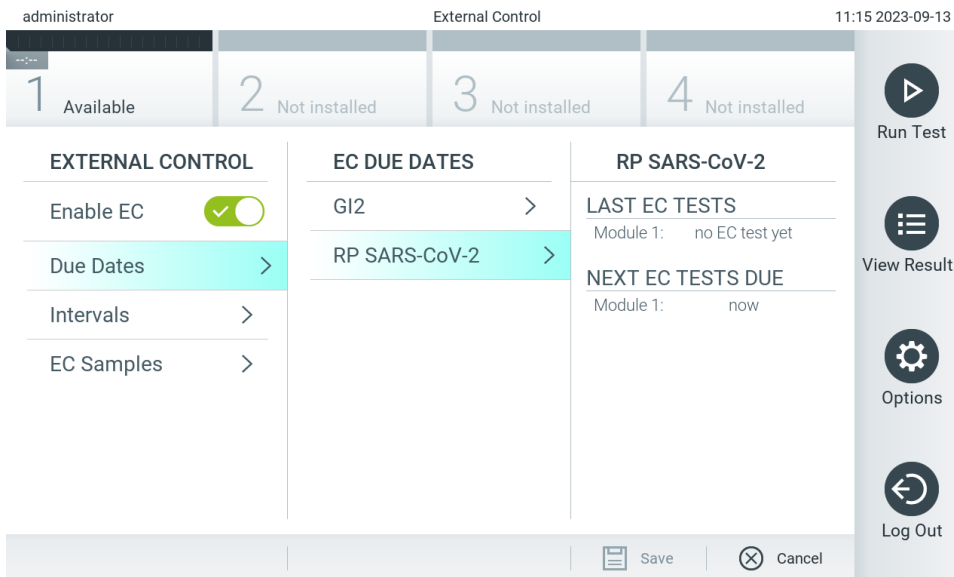 administrator External Control 11:15 2023-09-13
--:--
1 Available 2 Not installed 3 Not installed 4 Not installed
Run Test
EXTERNAL CONTROL
Enable EC
Due Dates
Intervals
EC Samples
EC DUE DATES
GI2
RP SARS-CoV-2
RP SARS-CoV-2
LAST EC TESTS
Module 1: no EC test yet
NEXT EC TESTS DUE
Module 1: now
View Result
Options
Log Out
Save Cancel